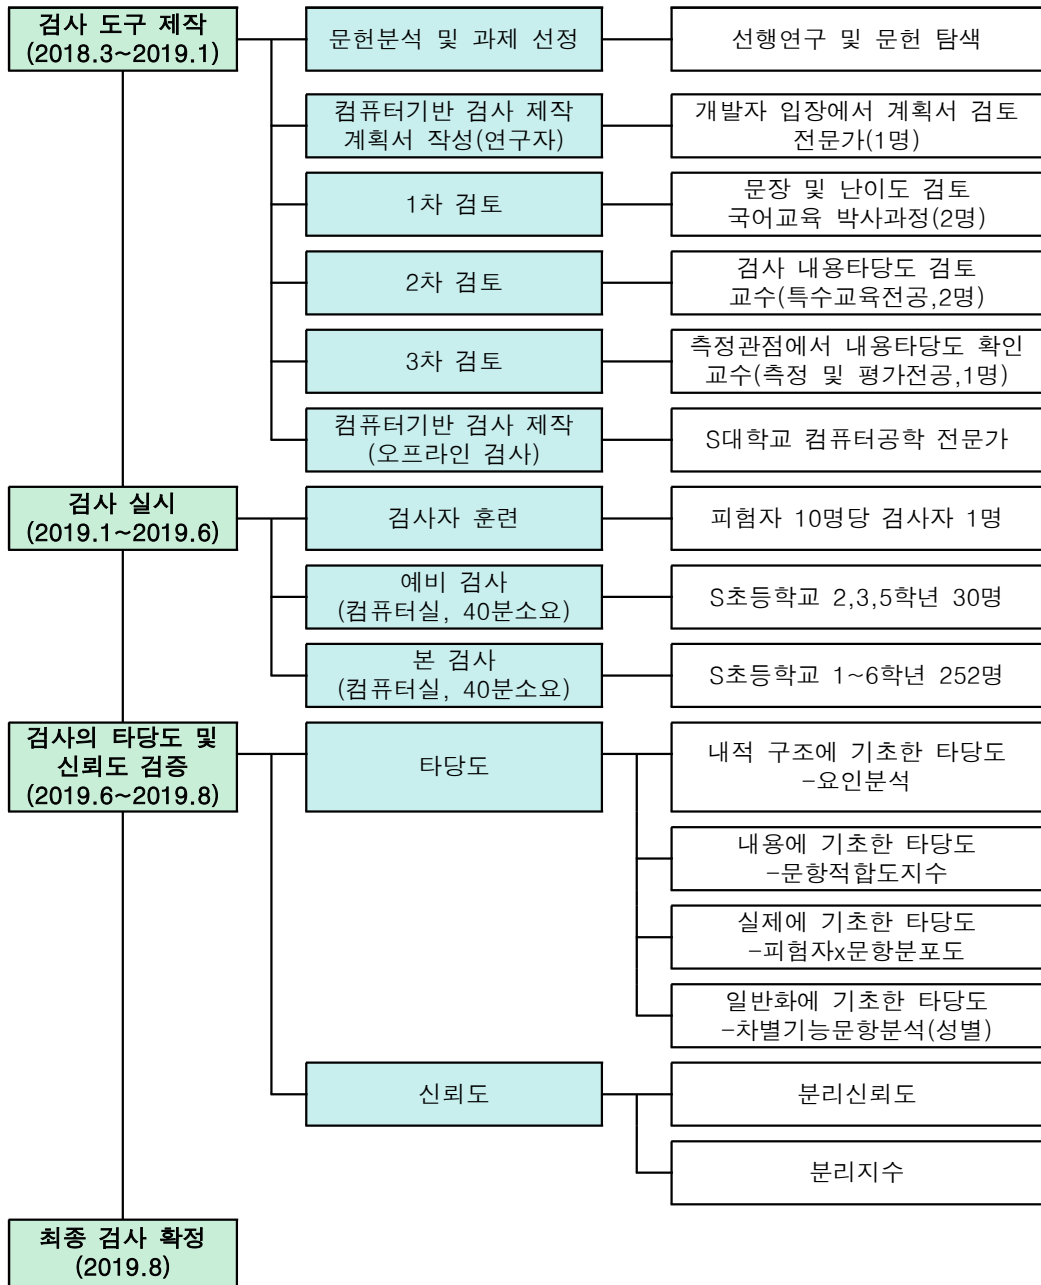 검사 도구 제작
(2018.3~2019.1)
문헌분석 및 과제 선정
선행연구 및 문헌 탐색
컴퓨터기반 검사 제작
계획서 작성(연구자)
개발자 입장에서 계획서 검토
전문가(1명)
1차 검토
문장 및 난이도 검토
국어교육 박사과정(2명)
2차 검토
검사 내용타당도 검토
교수(특수교육전공,2명)
3차 검토
측정관점에서 내용타당도 확인
교수(측정 및 평가전공,1명)
컴퓨터기반 검사 제작
(오프라인 검사)
S대학교 컴퓨터공학 전문가
검사 실시
(2019.1~2019.6)
검사자 훈련
피험자 10명당 검사자 1명
예비 검사
(컴퓨터실, 40분소요)
S초등학교 2,3,5학년 30명
본 검사
(컴퓨터실, 40분소요)
S초등학교 1~6학년 252명
검사의 타당도 및
신뢰도 검증
(2019.6~2019.8)
타당도
내적 구조에 기초한 타당도
-요인분석
내용에 기초한 타당도
-문항적합도지수
실제에 기초한 타당도
-피험자x문항분포도
일반화에 기초한 타당도
-차별기능문항분석(성별)
신뢰도
분리신뢰도
분리지수
최종 검사 확정
(2019.8)